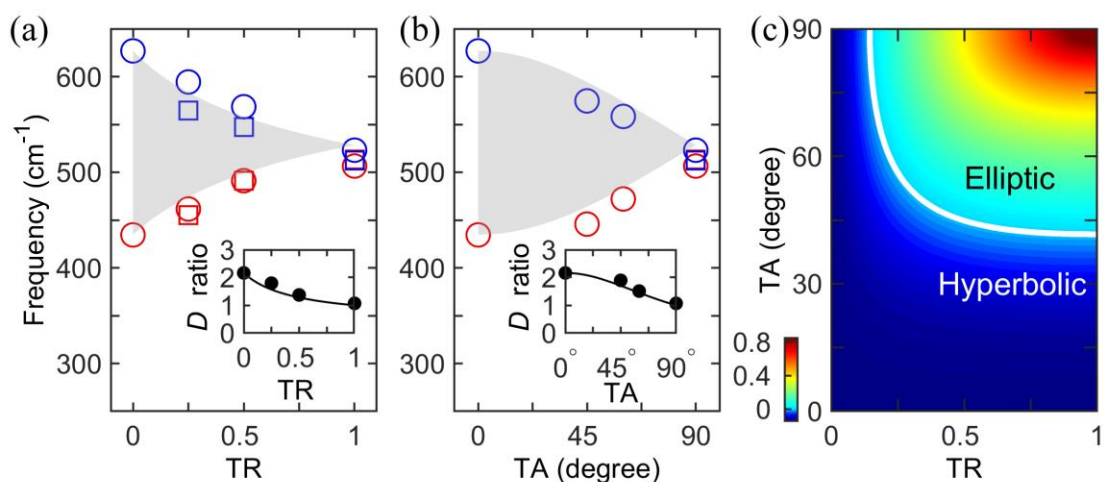 (a)
Frequency (cm⁻¹)
600
500
400
300
0
0.5
1
TR
D ratio
3
2
1
0
0
0.5
1
TR
(b)
600
500
400
300
0
45
90
TA (degree)
D ratio
3
2
1
0
0°
45°
90°
TA
(c)
TA (degree)
90
60
30
0
0.5
1
TR
Elliptic
Hyperbolic
0.8
0.4
0